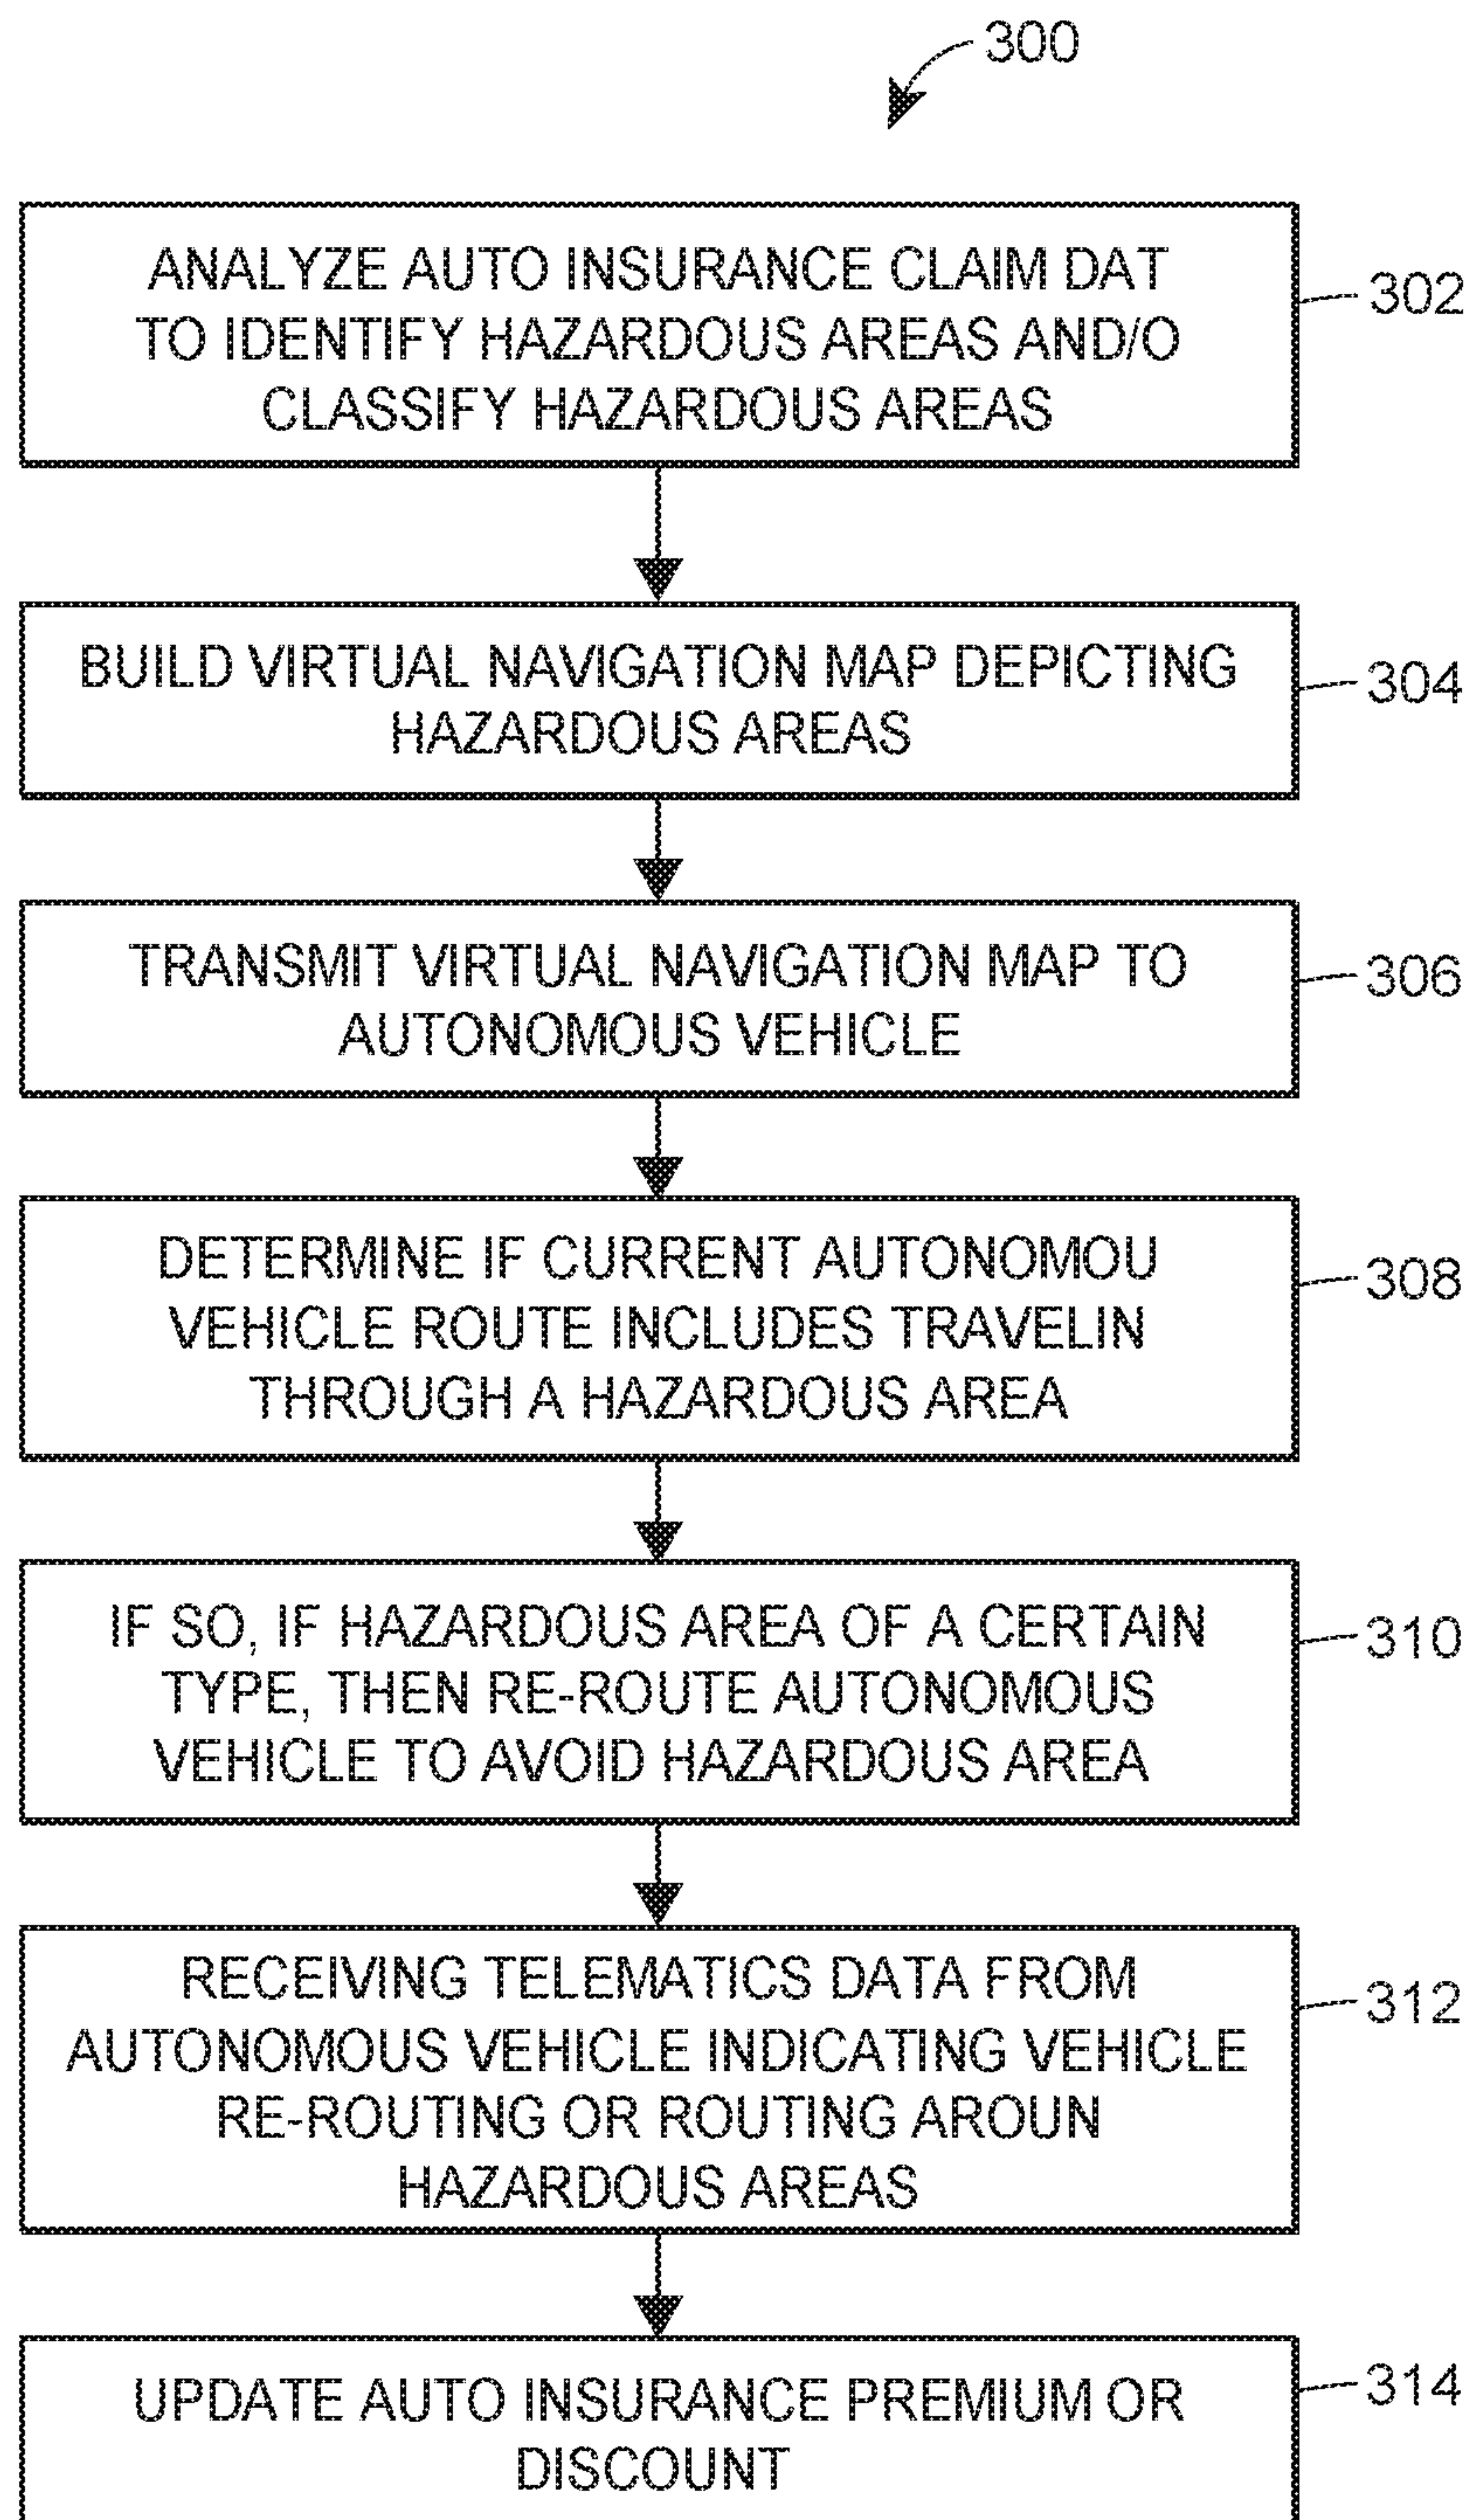 300
ANALYZE AUTO INSURANCE CLAIM DAT
TO IDENTIFY HAZARDOUS AREAS AND/O
CLASSIFY HAZARDOUS AREAS
302
BUILD VIRTUAL NAVIGATION MAP DEPICTING
HAZARDOUS AREAS
304
TRANSMIT VIRTUAL NAVIGATION MAP TO
AUTONOMOUS VEHICLE
306
DETERMINE IF CURRENT AUTONOMOU
VEHICLE ROUTE INCLUDES TRAVELIN
THROUGH A HAZARDOUS AREA
308
IF SO, IF HAZARDOUS AREA OF A CERTAIN
TYPE, THEN RE-ROUTE AUTONOMOUS
VEHICLE TO AVOID HAZARDOUS AREA
310
RECEIVING TELEMATICS DATA FROM
AUTONOMOUS VEHICLE INDICATING VEHICLE
RE-ROUTING OR ROUTING AROUN
HAZARDOUS AREAS
312
UPDATE AUTO INSURANCE PREMIUM OR
DISCOUNT
314